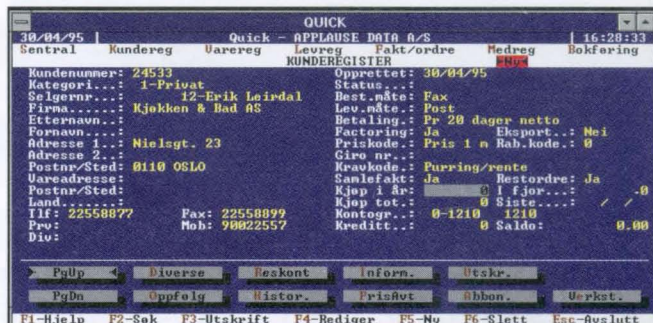 QUICK
30/04/95 | Quick - APPLAUSE DATA A/S | 16:28:33
Sentral Kundereg Varereg Levreg Fakt/ordre Medreg Bokføring
KUNDEREGISTER ►Ny◄
Kundenummer: 24533 Opprettet: 30/04/95
Kategori...: 1-Privat Status...:
Selgernr...: 12-Erik Leirdal Best.måte: Fax
Firma......: Kjøkken & Bad AS Lev.måte.: Post
Etternavn..: Betaling.: Pr 20 dager netto
Fornavn....: Factoring: Ja Eksport..: Nei
Adresse 1..: Nielsgt. 23 Priskode.: Pris 1 m Rab.kode.: 0
Adresse 2..: Giro nr..:
Postnr/Sted: 0110 OSLO Kravkode.: Purring/rente
Vareadresse: Samlefakt: Ja Restordre: Ja
Postnr/Sted: Kjøp i år: 0 I fjor...: -0
Land.......: Kjøp tot.: 0 Siste....: / /
Tlf: 22558877 Fax: 22558899 Kontogr..: 0-1210 1210
Prv: Mob: 90022557 Kreditt..: 0 Saldo: 0.00
Div:
► PgUp ◄ Diverse Reskont Inform. Utskr.
PgDn Oppfølg Histor. PrisAvt Abbon. Verkst.
F1-Hjelp F2-Søk F3-Utskrift F4-Rediger F5-Ny F6-Slett Esc-Avslutt